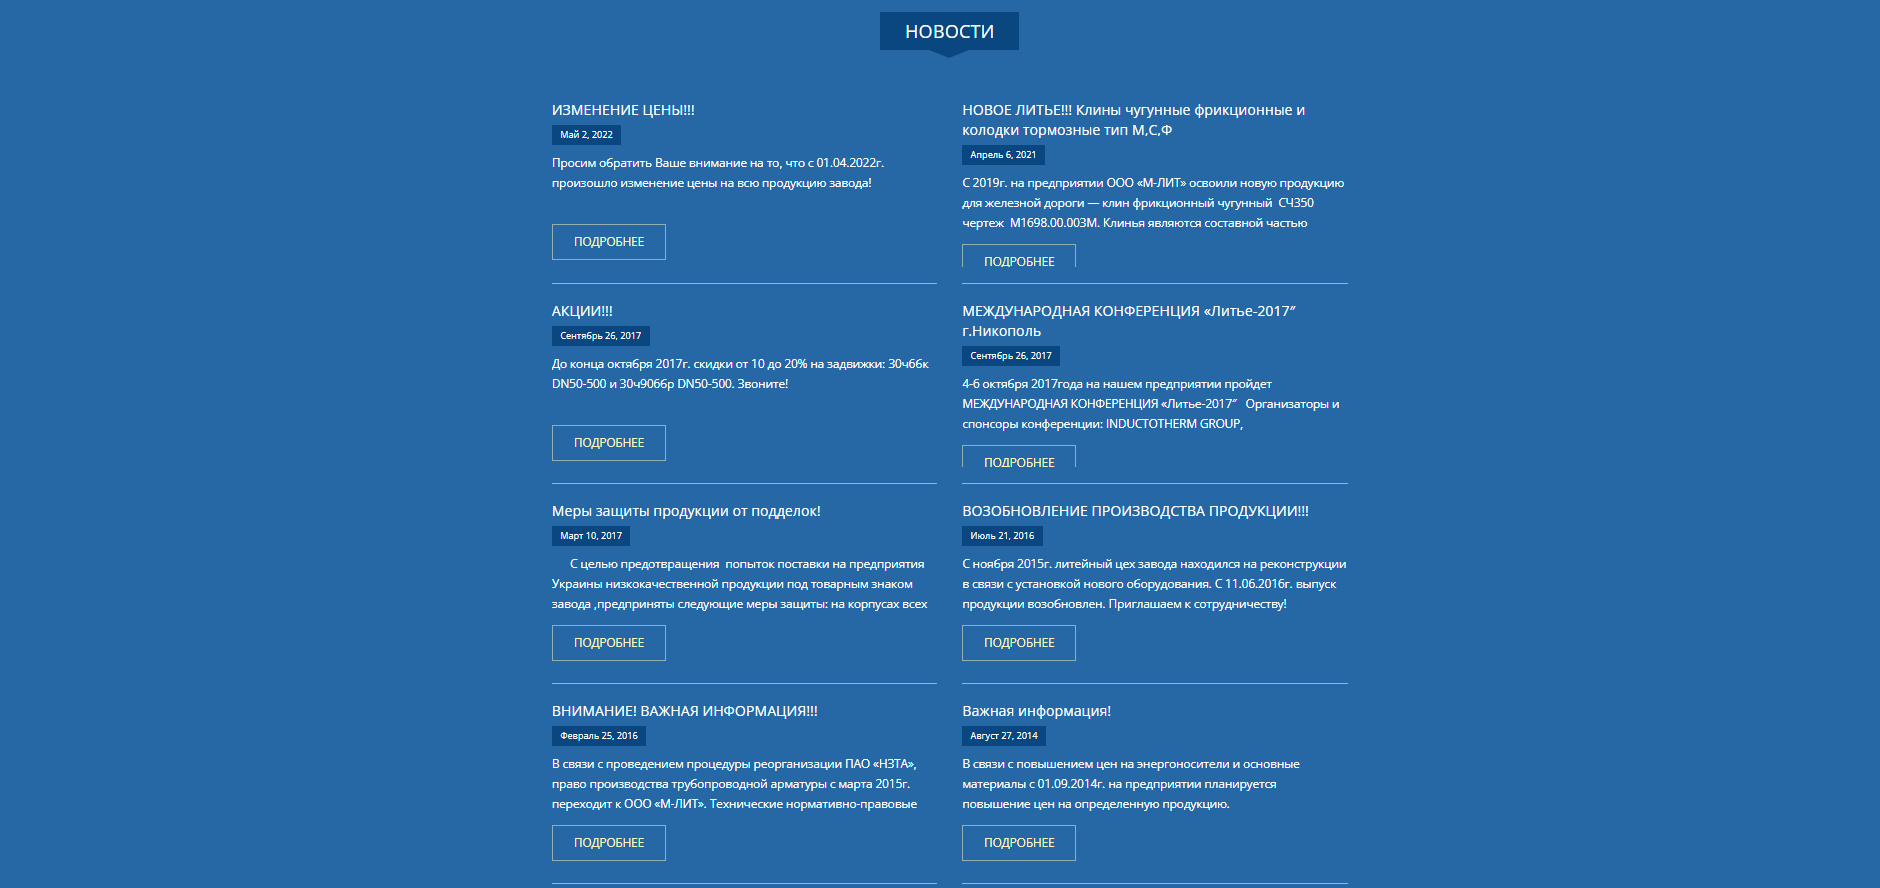 НОВОСТИ
ИЗМЕНЕНИЕ ЦЕНЫ!!!
Май 2, 2022
Просим обратить Ваше внимание на то, что с 01.04.2022г.
произошло изменение цены на всю продукцию завода!
ПОДРОБНЕЕ
НОВОЕ ЛИТЬЕ!!! Клины чугунные фрикционные и
колодки тормозные тип М,С,Ф
Апрель 6, 2021
С 2019г. на предприятии ООО «М-ЛИТ» освоили новую продукцию
для железной дороги — клин фрикционный чугунный  СЧ350
чертеж  М1698.00.003М. Клинья являются составной частью
ПОДРОБНЕЕ
АКЦИИ!!!
Сентябрь 26, 2017
До конца октября 2017г. скидки от 10 до 20% на задвижки: 30ч6бк
DN50-500 и 30ч906бр DN50-500. Звоните!
ПОДРОБНЕЕ
МЕЖДУНАРОДНАЯ КОНФЕРЕНЦИЯ «Литье-2017″
г.Никополь
Сентябрь 26, 2017
4-6 октября 2017года на нашем предприятии пройдет
МЕЖДУНАРОДНАЯ КОНФЕРЕНЦИЯ «Литье-2017″   Организаторы и
спонсоры конференции: INDUCTOTHERM GROUP,
ПОДРОБНЕЕ
Меры защиты продукции от подделок!
Март 10, 2017
С целью предотвращения  попыток поставки на предприятия
Украины низкокачественной продукции под товарным знаком
завода ,предприняты следующие меры защиты: на корпусах всех
ПОДРОБНЕЕ
ВОЗОБНОВЛЕНИЕ ПРОИЗВОДСТВА ПРОДУКЦИИ!!!
Июль 21, 2016
С ноября 2015г. литейный цех завода находился на реконструкции
в связи с установкой нового оборудования. С 11.06.2016г. выпуск
продукции возобновлен. Приглашаем к сотрудничеству!
ПОДРОБНЕЕ
ВНИМАНИЕ! ВАЖНАЯ ИНФОРМАЦИЯ!!!
Февраль 25, 2016
В связи с проведением процедуры реорганизации ПАО «НЗТА»,
право производства трубопроводной арматуры с марта 2015г.
переходит к ООО «М-ЛИТ». Технические нормативно-правовые
ПОДРОБНЕЕ
Важная информация!
Август 27, 2014
В связи с повышением цен на энергоносители и основные
материалы с 01.09.2014г. на предприятии планируется
повышение цен на определенную продукцию.
ПОДРОБНЕЕ